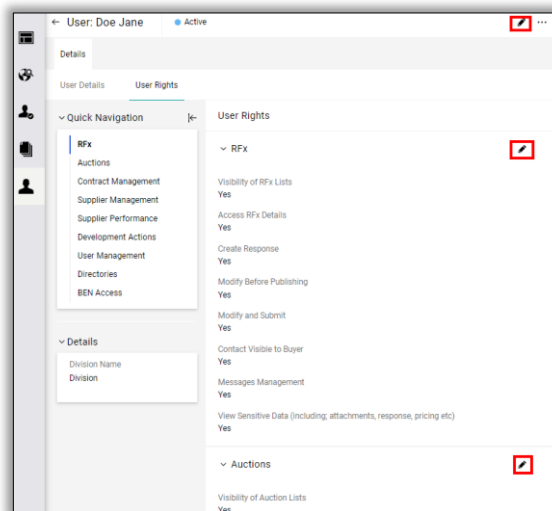 User: Doe Jane
Active
Details
User Details
User Rights
Quick Navigation
RFx
Auctions
Contract Management
Supplier Management
Supplier Performance
Development Actions
User Management
Directories
BEN Access
Details
Division Name
Division
User Rights
RFx
Visibility of RFx Lists
Yes
Access RFx Details
Yes
Create Response
Yes
Modify Before Publishing
Yes
Modify and Submit
Yes
Contact Visible to Buyer
Yes
Messages Management
Yes
View Sensitive Data (Including; attachments, response, pricing etc)
Yes
Auctions
Visibility of Auction Lists
Yes